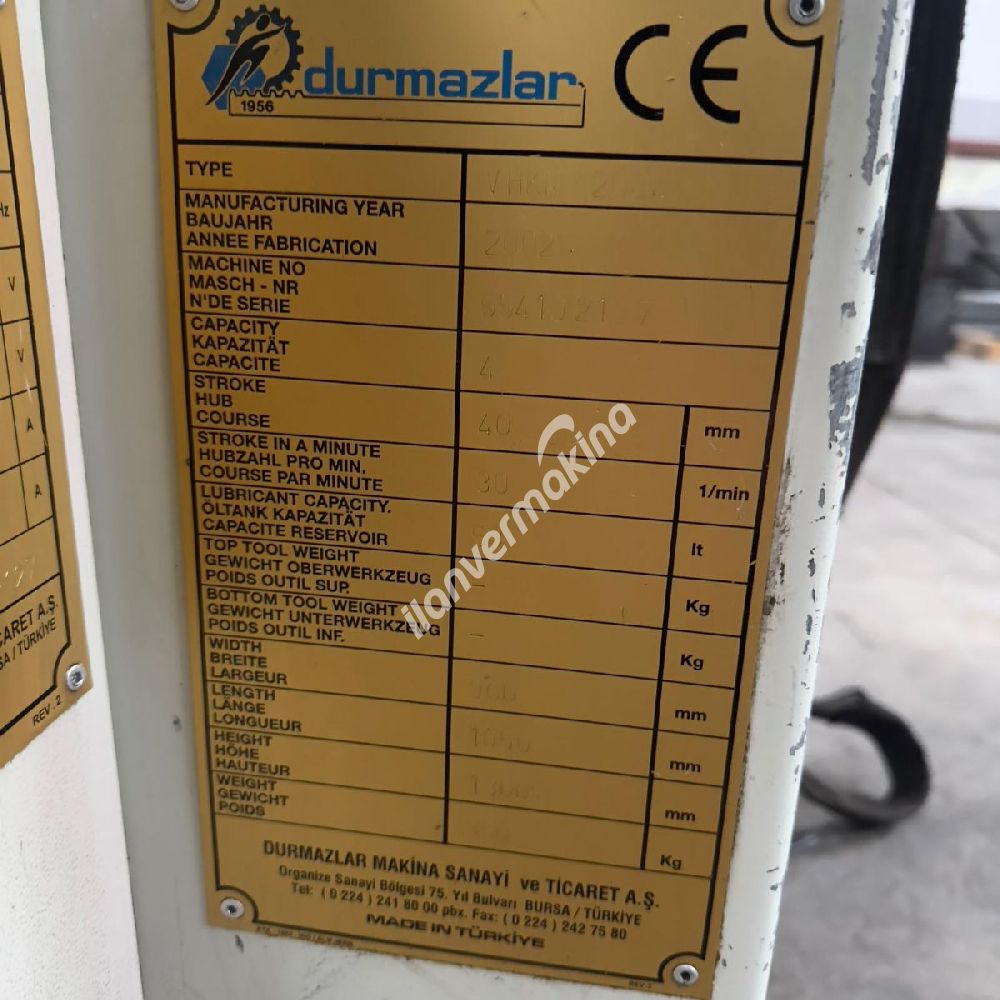 durmazlar
1956
CE
TYPE
MANUFACTURING YEAR
BAUJAHR
ANNEE FABRICATION
2002
MACHINE NO
MASCH - NR
N'DE SERIE
CAPACITY
KAPAZITÄT
CAPACITE
4
STROKE
HUB
COURSE
40
mm
STROKE IN A MINUTE
HUBZAHL PRO MIN.
COURSE PAR MINUTE
30
1/min
LUBRICANT CAPACITY.
ÖLTANK KAPAZITÄT
CAPACITE RESERVOIR
lt
TOP TOOL WEIGHT
GEWICHT OBERWERKZEUG
POIDS OUTIL SUP.
Kg
BOTTOM TOOL WEIGHT
GEWICHT UNTERWERKZEUG
POIDS OUTIL INF.
-
Kg
WIDTH
BREITE
LARGEUR
mm
LENGTH
LÄNGE
LONGUEUR
mm
HEIGHT
HÖHE
HAUTEUR
mm
WEIGHT
GEWICHT
POIDS
Kg
DURMAZLAR MAKİNA SANAYİ ve TİCARET A.Ş.
Organize Sanayi Bölgesi 75. Yıl Bulvarı BURSA / TÜRKİYE
Tel: ( 0 224 ) 241 80 00 pbx. Fax: ( 0 224 ) 242 75 80
MADE IN TÜRKİYE
ilanvermakina
Hz
V
V
A
A
CARET A.Ş.
SA / TÜRKİYE
REV. 2